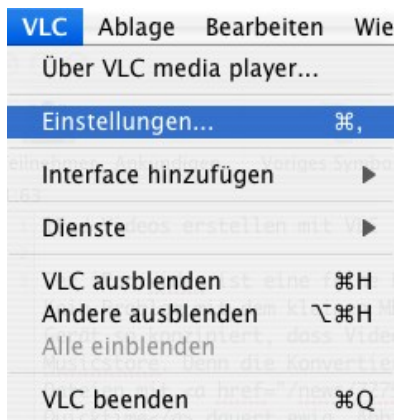 VLC Ablage Bearbeiten Wie
Über VLC media player...
Einstellungen... ⌘,
Interface hinzufügen ▶
Dienste ▶
VLC ausblenden ⌘H
Andere ausblenden ⌥⌘H
Alle einblenden
VLC beenden ⌘Q